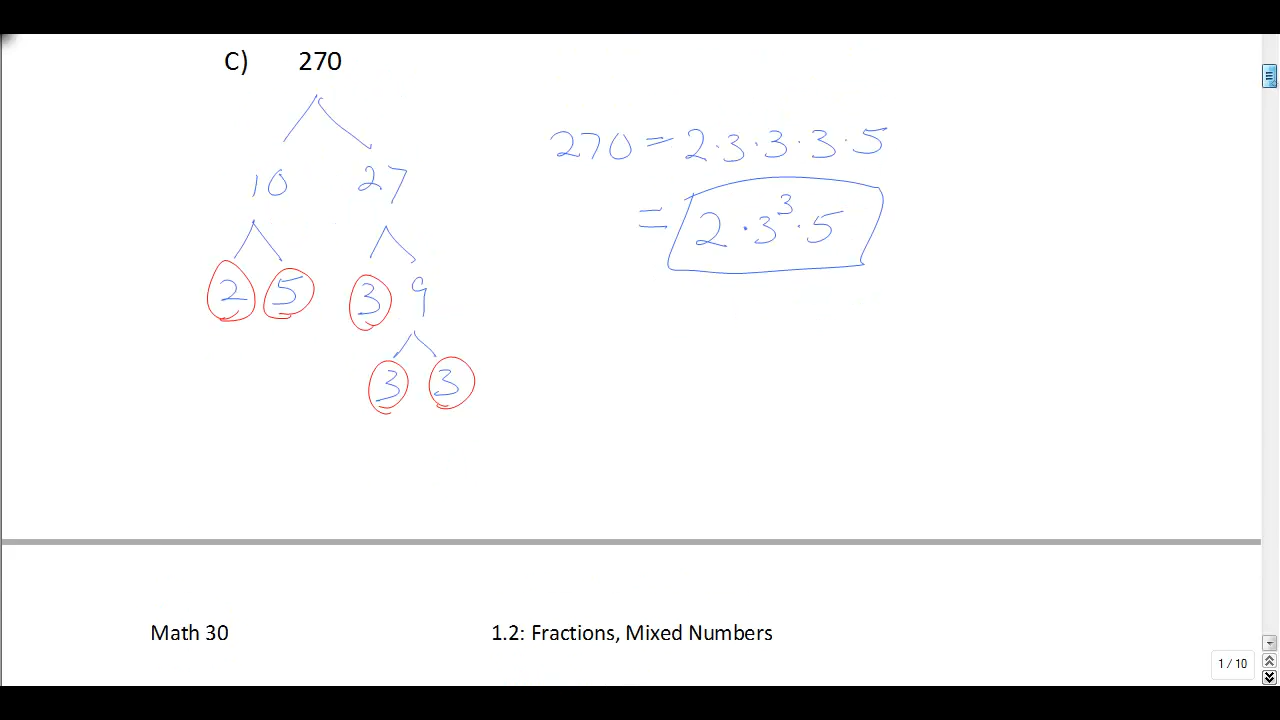 C) 270
270 = 2·3·3·3·5
10 27
= 2·3³·5
2 5 3 9
3 3
Math 30 1.2: Fractions, Mixed Numbers
1 / 10